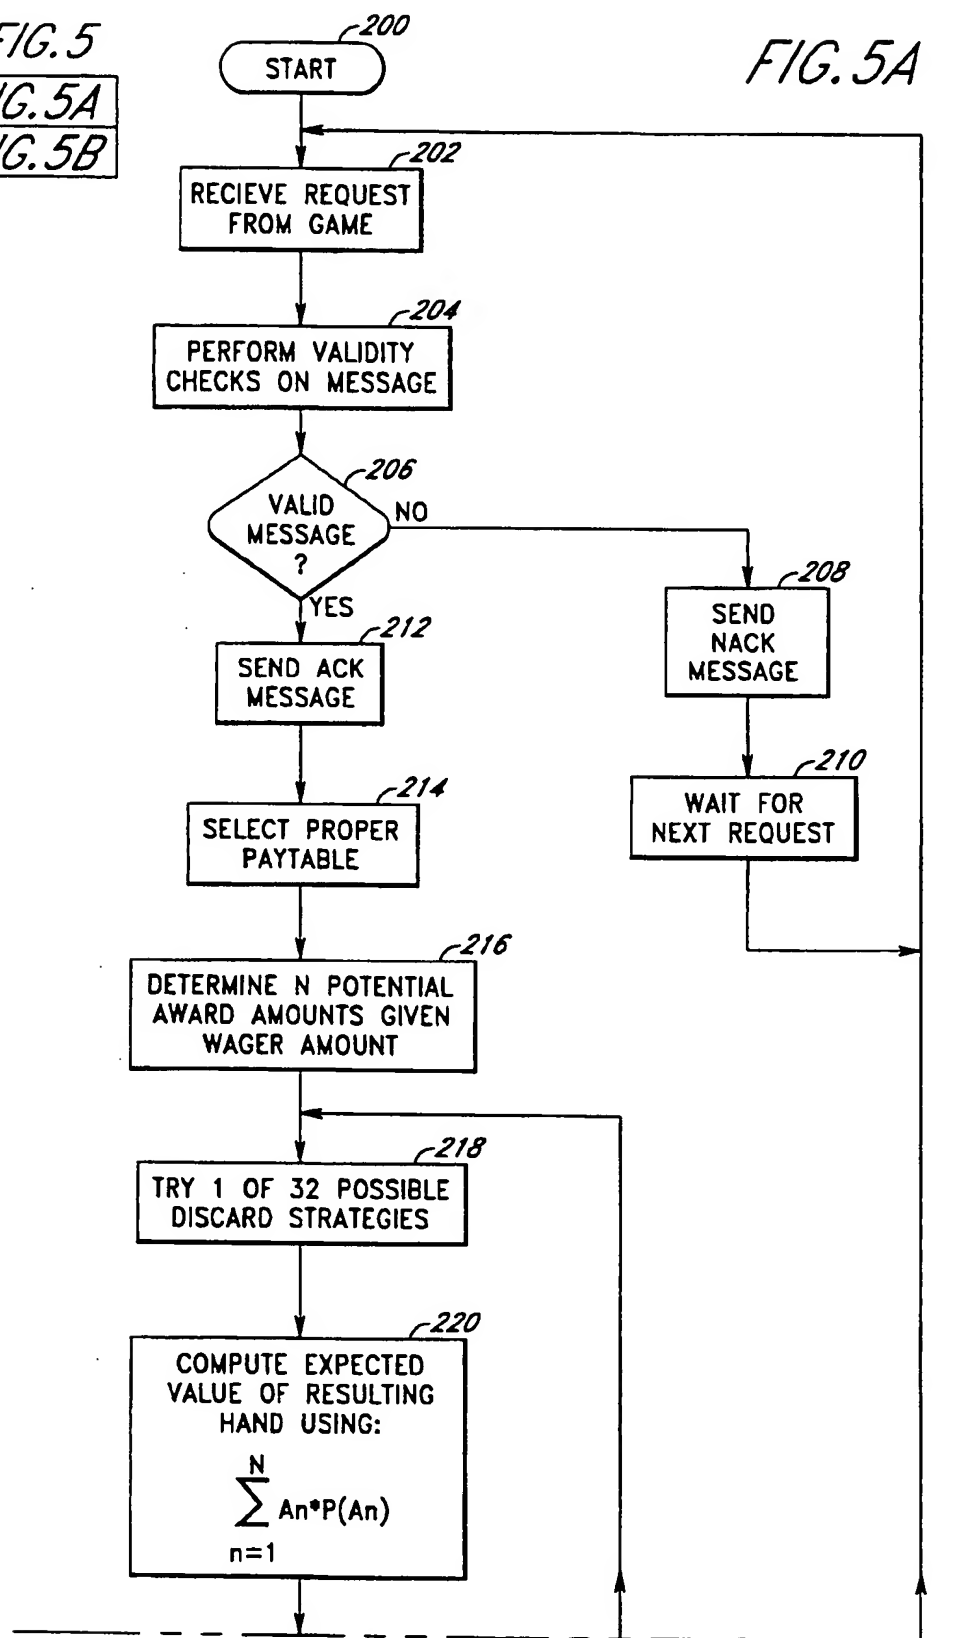 FIG. 5
FIG. 5A
FIG. 5B
FIG. 5A
200
START
202
RECIEVE REQUEST
FROM GAME
204
PERFORM VALIDITY
CHECKS ON MESSAGE
206
VALID
MESSAGE
?
NO
YES
208
SEND
NACK
MESSAGE
212
SEND ACK
MESSAGE
210
WAIT FOR
NEXT REQUEST
214
SELECT PROPER
PAYTABLE
216
DETERMINE N POTENTIAL
AWARD AMOUNTS GIVEN
WAGER AMOUNT
218
TRY 1 OF 32 POSSIBLE
DISCARD STRATEGIES
220
COMPUTE EXPECTED
VALUE OF RESULTING
HAND USING:
N
∑ An*P(An)
n=1